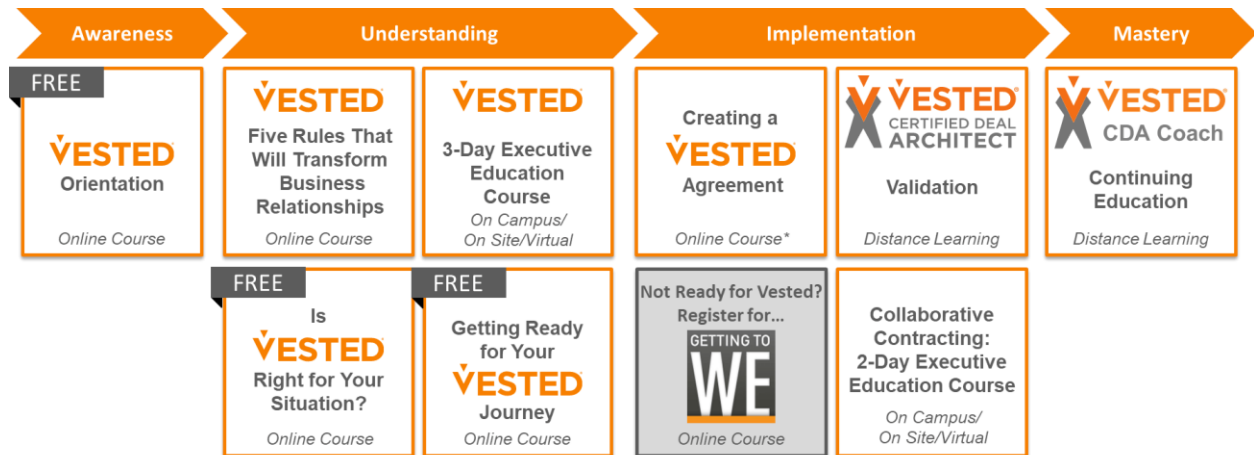 Awareness
Understanding
Implementation
Mastery
FREE
VESTED
Orientation
Online Course
VESTED®
Five Rules That
Will Transform
Business
Relationships
Online Course
VESTED®
3-Day Executive
Education
Course
On Campus/
On Site/Virtual
Creating a
VESTED
Agreement
Online Course*
VESTED®
CERTIFIED DEAL
ARCHITECT
Validation
Distance Learning
VESTED®
CDA Coach
Continuing
Education
Distance Learning
FREE
Is
VESTED
Right for Your
Situation?
Online Course
FREE
Getting Ready
for Your
VESTED
Journey
Online Course
Not Ready for Vested?
Register for...
GETTING TO
WE
Online Course
Collaborative
Contracting:
2-Day Executive
Education Course
On Campus/
On Site/Virtual